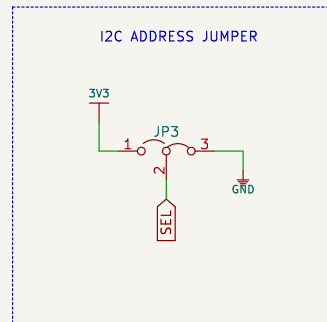 I2C ADDRESS JUMPER
3V3
JP3
1
3
2
GND
SEL